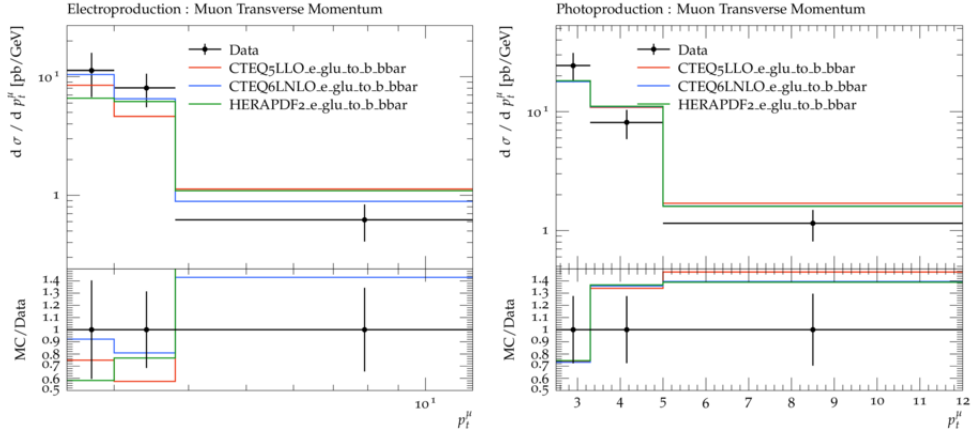 Electroproduction : Muon Transverse Momentum
d σ / d p_t^μ [pb/GeV]
10^1
1
Data
CTEQ5LLO_e_glu_to_b_bbar
CTEQ6LNLO_e_glu_to_b_bbar
HERAPDF2_e_glu_to_b_bbar
MC/Data
1.4
1.3
1.2
1.1
1
0.9
0.8
0.7
0.6
0.5
10^1
p_t^μ
Photoproduction : Muon Transverse Momentum
d σ / d p_t^μ [pb/GeV]
10^1
1
Data
CTEQ5LLO_e_glu_to_b_bbar
CTEQ6LNLO_e_glu_to_b_bbar
HERAPDF2_e_glu_to_b_bbar
MC/Data
1.4
1.3
1.2
1.1
1
0.9
0.8
0.7
0.6
0.5
3 4 5 6 7 8 9 10 11 12
p_t^μ